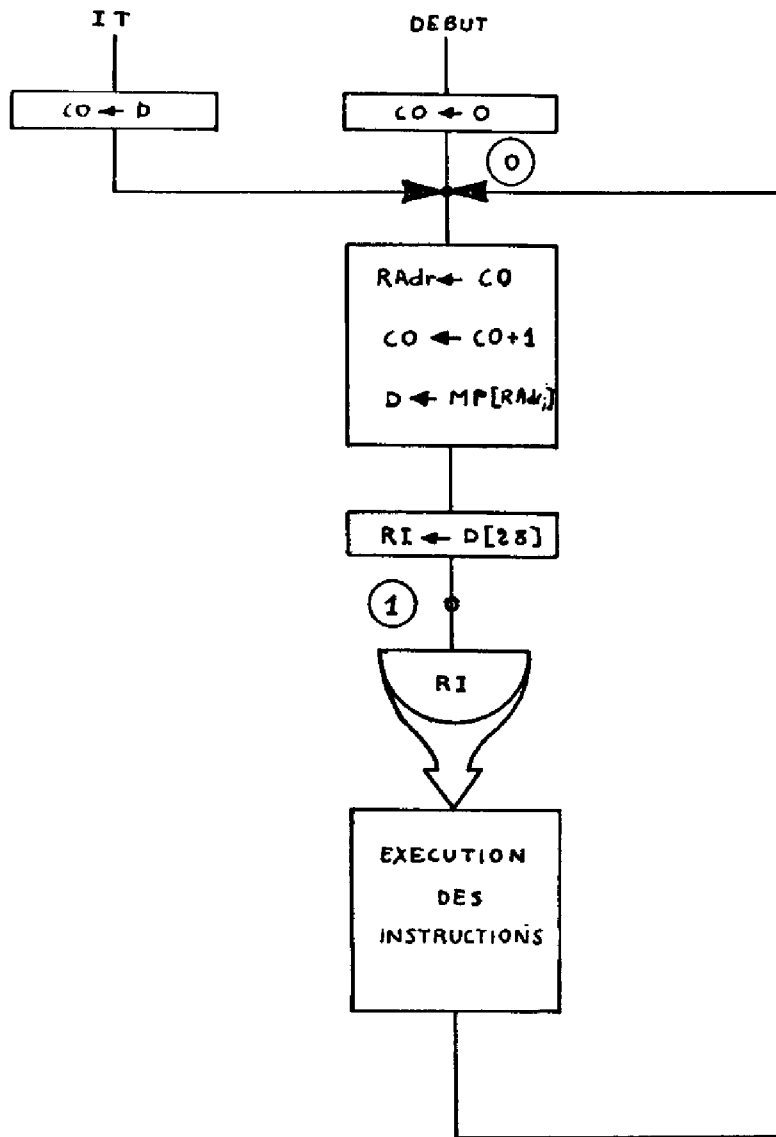 IT
DEBUT
CO ← D
CO ← O
0
RAdr ← CO
CO ← CO+1
D ← MP[RAdr]
RI ← D[28]
1
RI
EXECUTION
DES
INSTRUCTIONS